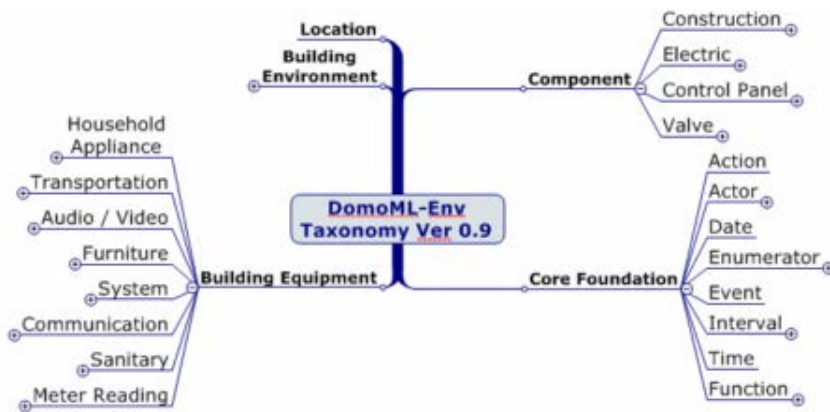 DomoML-Env
Taxonomy Ver 0.9
Location
Building
Environment
Building Equipment
Household
Appliance
Transportation
Audio / Video
Furniture
System
Communication
Sanitary
Meter Reading
Component
Construction
Electric
Control Panel
Valve
Core Foundation
Action
Actor
Date
Enumerator
Event
Interval
Time
Function